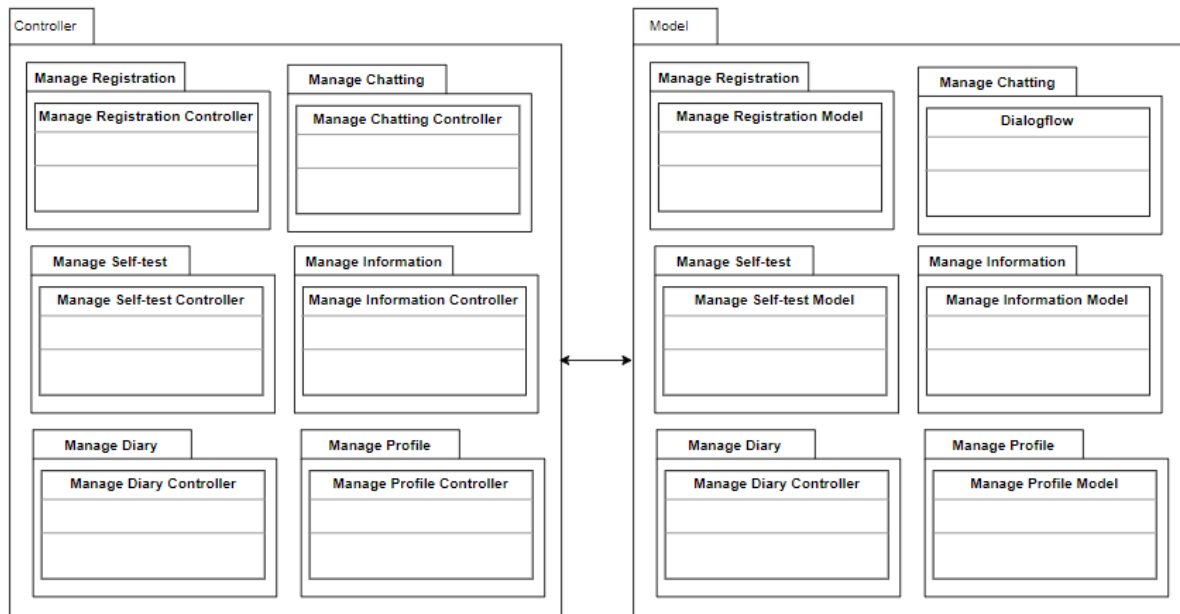 Controller
Manage Registration
Manage Registration Controller
Manage Chatting
Manage Chatting Controller
Manage Self-test
Manage Self-test Controller
Manage Information
Manage Information Controller
Manage Diary
Manage Diary Controller
Manage Profile
Manage Profile Controller
Model
Manage Registration
Manage Registration Model
Manage Chatting
Dialogflow
Manage Self-test
Manage Self-test Model
Manage Information
Manage Information Model
Manage Diary
Manage Diary Controller
Manage Profile
Manage Profile Model